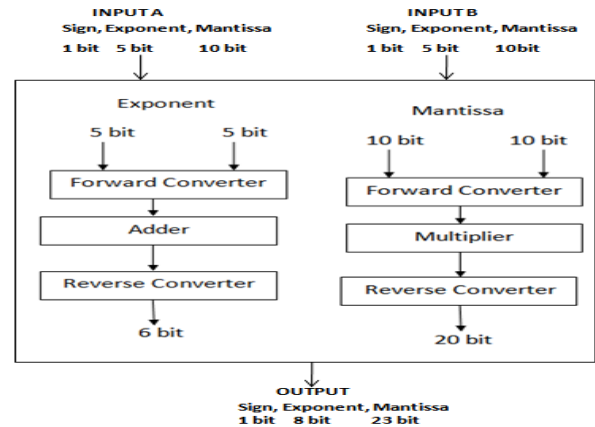 INPUT A
Sign, Exponent, Mantissa
1 bit 5 bit 10 bit
INPUT B
Sign, Exponent, Mantissa
1 bit 5 bit 10bit
Exponent
5 bit 5 bit
Forward Converter
Adder
Reverse Converter
6 bit
Mantissa
10 bit 10 bit
Forward Converter
Multiplier
Reverse Converter
20 bit
OUTPUT
Sign, Exponent, Mantissa
1 bit 8 bit 23 bit